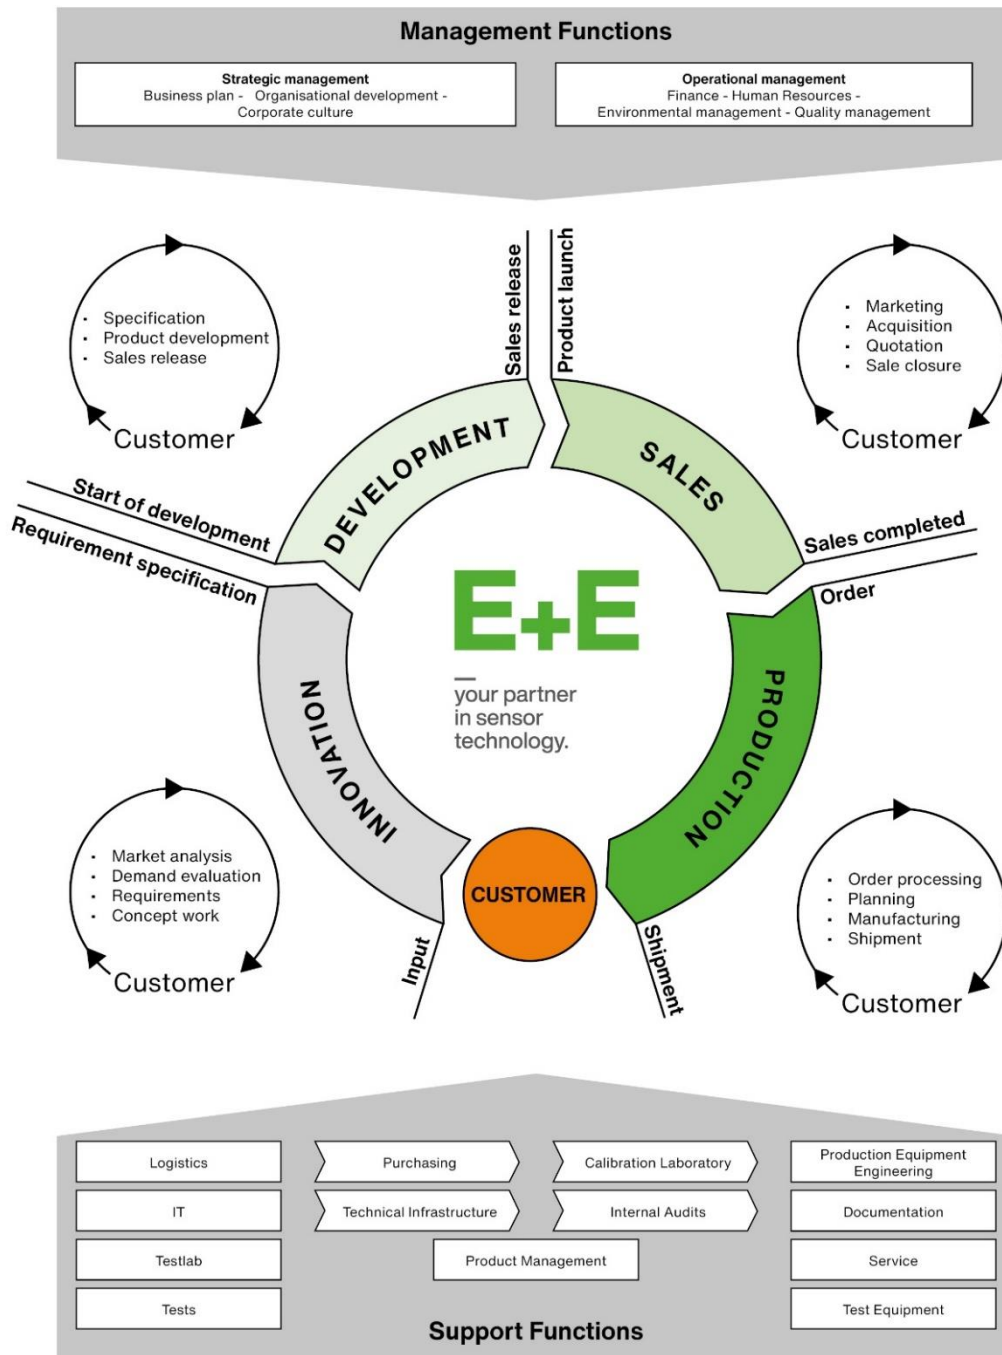 Management Functions
Strategic management
Business plan - Organisational development -
Corporate culture
Operational management
Finance - Human Resources -
Environmental management - Quality management
Sales release
Product launch
▪ Specification
▪ Product development
▪ Sales release
Customer
▪ Marketing
▪ Acquisition
▪ Quotation
▪ Sale closure
Customer
DEVELOPMENT
SALES
Start of development
Requirement specification
Sales completed
Order
E+E
your partner
in sensor
technology.
INNOVATION
PRODUCTION
▪ Market analysis
▪ Demand evaluation
▪ Requirements
▪ Concept work
Customer
CUSTOMER
▪ Order processing
▪ Planning
▪ Manufacturing
▪ Shipment
Customer
Input
Shipment
Logistics
Purchasing
Calibration Laboratory
Production Equipment
Engineering
IT
Technical Infrastructure
Internal Audits
Documentation
Testlab
Product Management
Service
Tests
Test Equipment
Support Functions